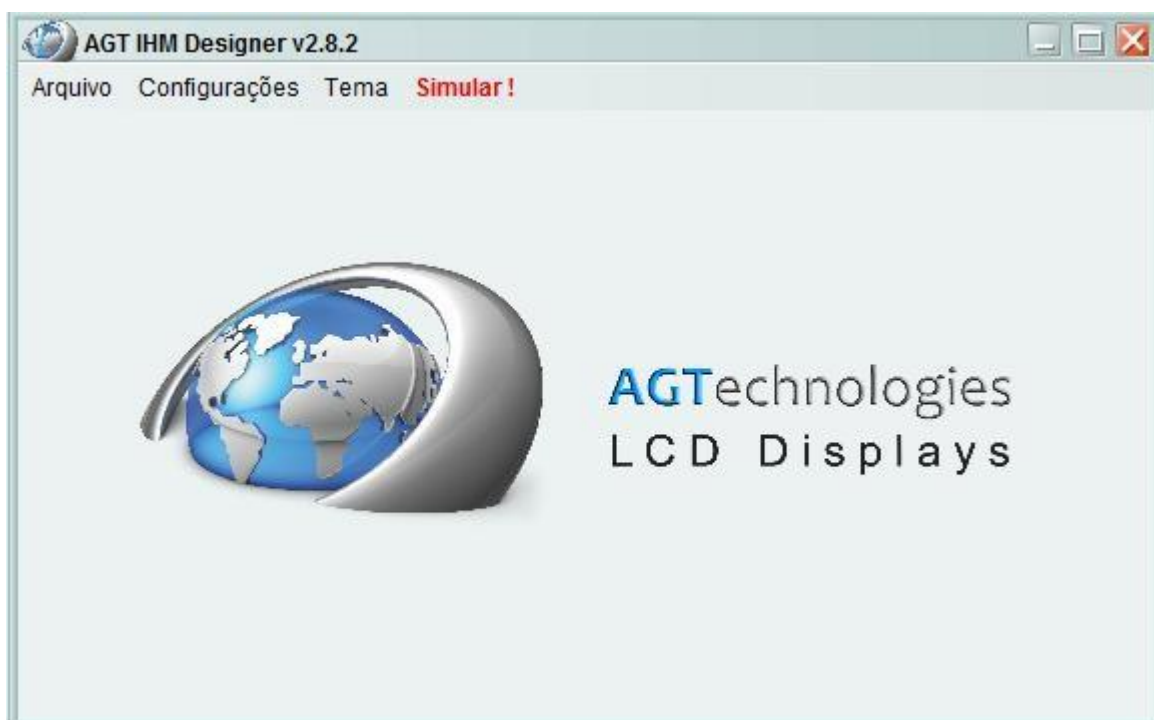 AGT IHM Designer v2.8.2
Arquivo Configurações Tema Simular !
AGTechnologies
LCD Displays